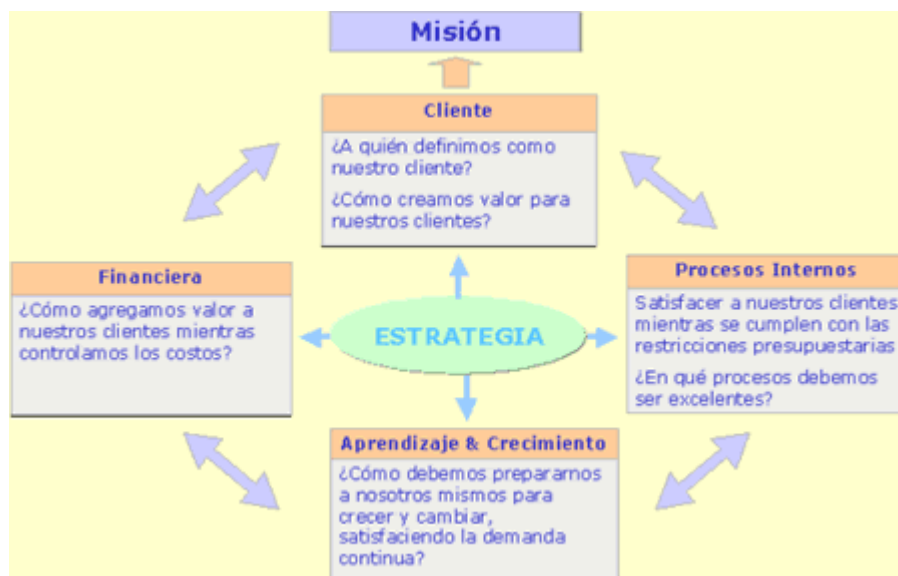 Misión
Cliente
¿A quién definimos como
nuestro cliente?
¿Cómo creamos valor para
nuestros clientes?
Financiera
¿Cómo agregamos valor a
nuestros clientes mientras
controlamos los costos?
ESTRATEGIA
Procesos Internos
Satisfacer a nuestros clientes
mientras se cumplen con las
restricciones presupuestarias
¿En qué procesos debemos
ser excelentes?
Aprendizaje & Crecimiento
¿Cómo debemos prepararnos
a nosotros mismos para
crecer y cambiar,
satisfaciendo la demanda
continua?